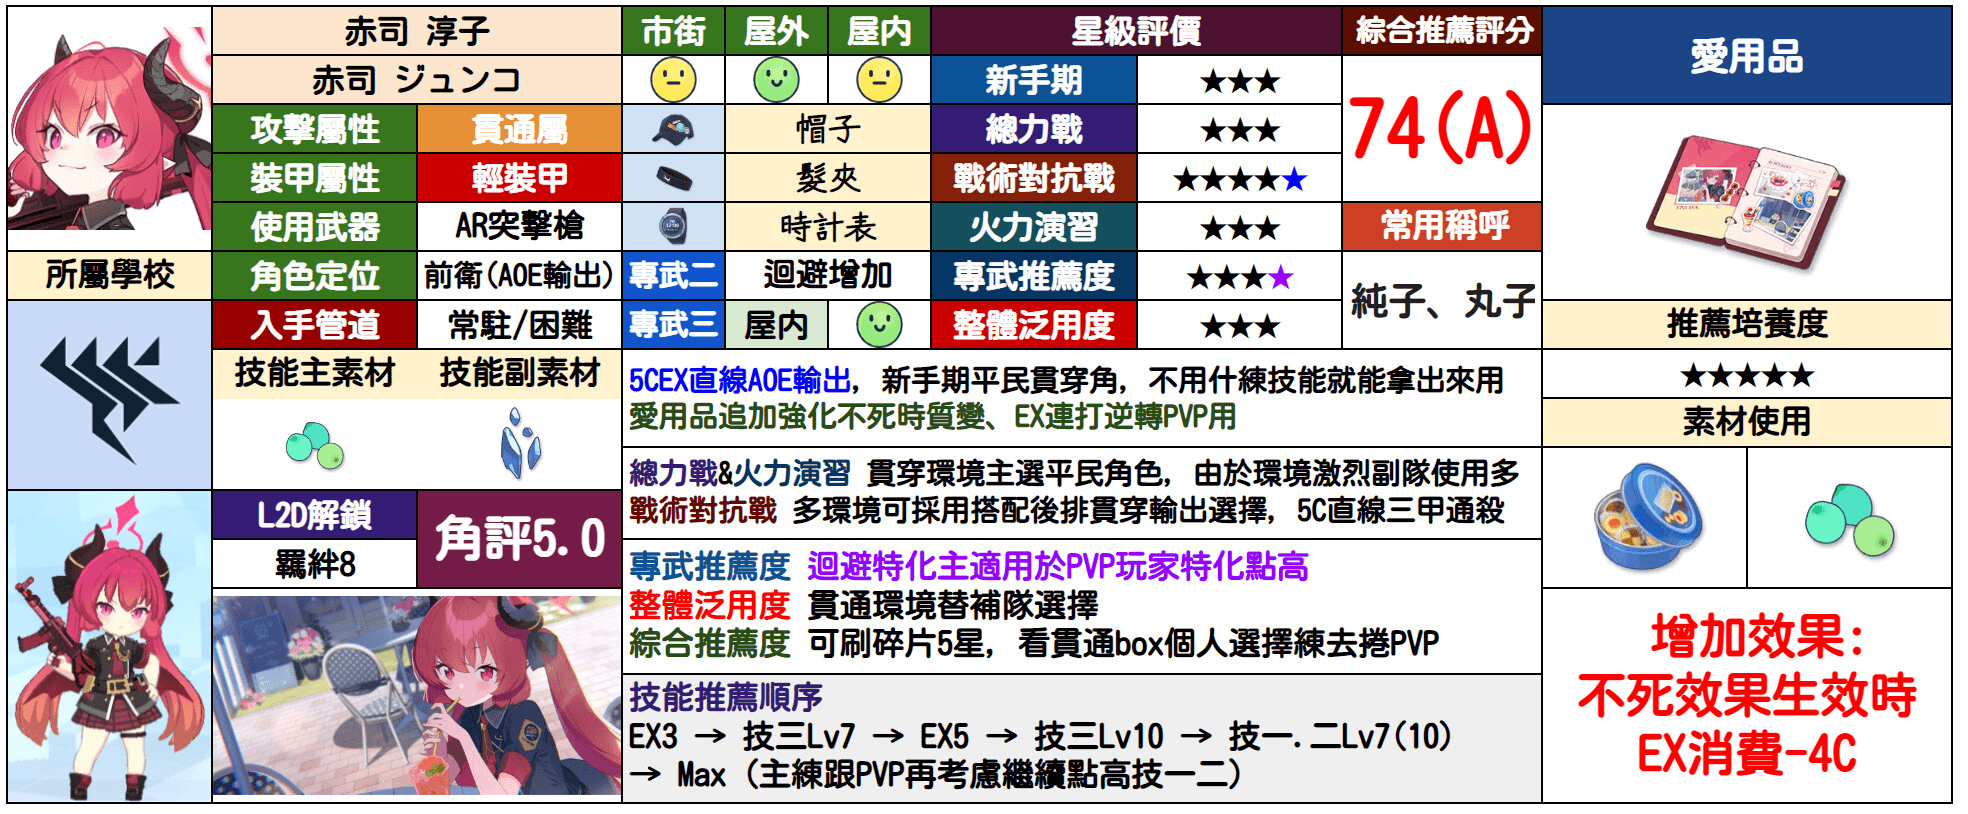 赤司 淳子
赤司 ジュンコ
市街 屋外 屋内
星級評價
綜合推薦評分
愛用品
新手期 ★★★
74(A)
攻擊屬性 貫通屬
帽子
總力戰 ★★★
裝甲屬性 輕裝甲
髮夾
戰術對抗戰 ★★★★★
使用武器 AR突擊槍
時計表
火力演習 ★★★
常用稱呼
所屬學校
角色定位 前衛(AOE輸出)
專武二 迴避增加
專武推薦度 ★★★★
純子、丸子
入手管道 常駐/困難
專武三 屋内
整體泛用度 ★★★
推薦培養度
★★★★★
技能主素材 技能副素材
5CEX直線AOE輸出, 新手期平民貫穿角, 不用什練技能就能拿出來用
愛用品追加強化不死時質變、EX連打逆轉PVP用
素材使用
總力戰&火力演習 貫穿環境主選平民角色, 由於環境激烈副隊使用多
戰術對抗戰 多環境可採用搭配後排貫穿輸出選擇, 5C直線三甲通殺
L2D解鎖
羈絆8
角評5.0
專武推薦度 迴避特化主適用於PVP玩家特化點高
整體泛用度 貫通環境替補隊選擇
綜合推薦度 可刷碎片5星, 看貫通box個人選擇練去捲PVP
技能推薦順序
EX3 → 技三Lv7 → EX5 → 技三Lv10 → 技一.二Lv7(10)
→ Max (主練跟PVP再考慮繼續點高技一二)
增加效果:
不死效果生效時
EX消費-4C